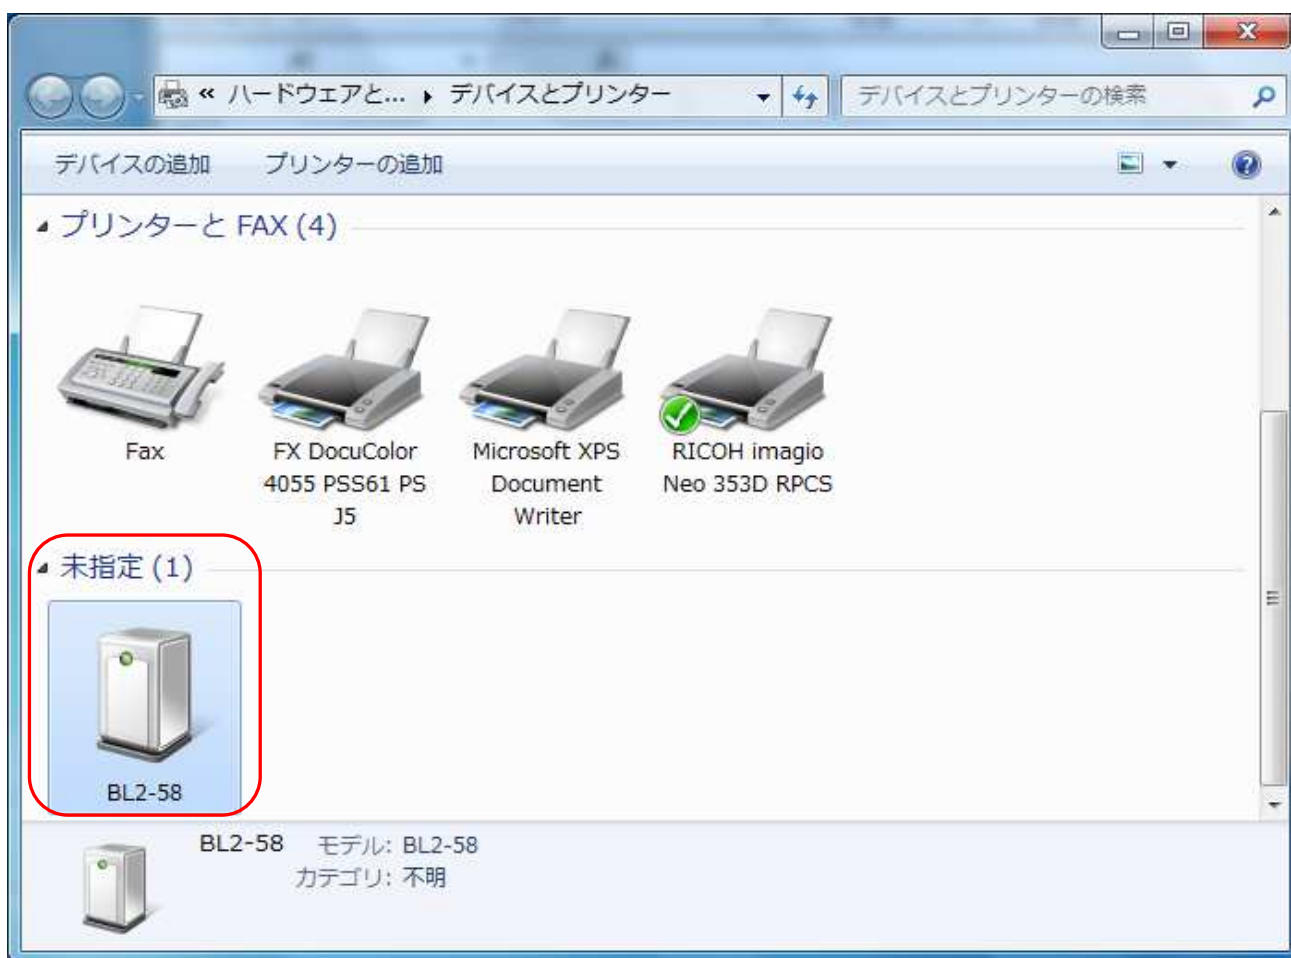 « ハードウェアと... ▸ デバイスとプリンター
デバイスとプリンターの検索
デバイスの追加 プリンターの追加
プリンターと FAX (4)
Fax
FX DocuColor
4055 PSS61 PS
J5
Microsoft XPS
Document
Writer
RICOH imagio
Neo 353D RPCS
未指定 (1)
BL2-58
BL2-58 モデル: BL2-58
カテゴリ: 不明